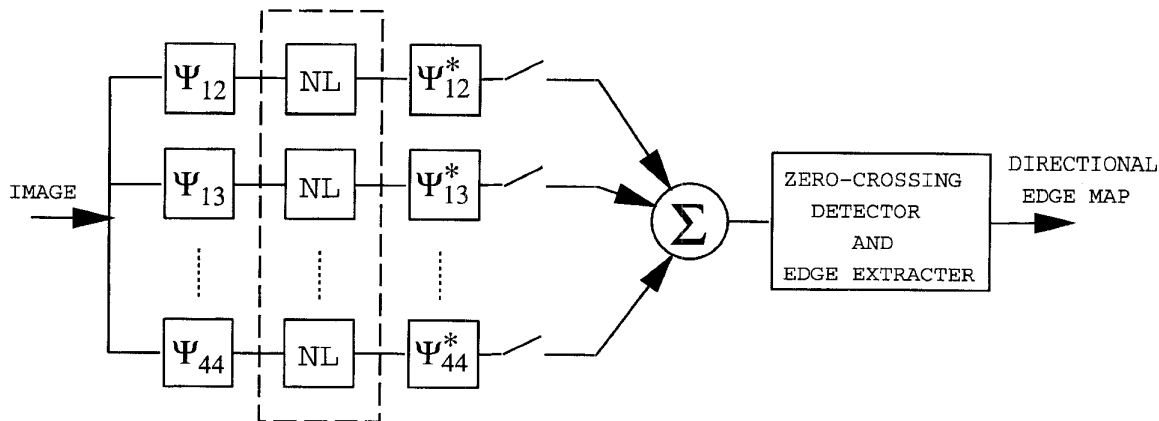 Ψ12 NL Ψ*12
IMAGE
Ψ13 NL Ψ*13
Ψ44 NL Ψ*44
Σ
ZERO-CROSSING
DETECTOR
AND
EDGE EXTRACTER
DIRECTIONAL
EDGE MAP